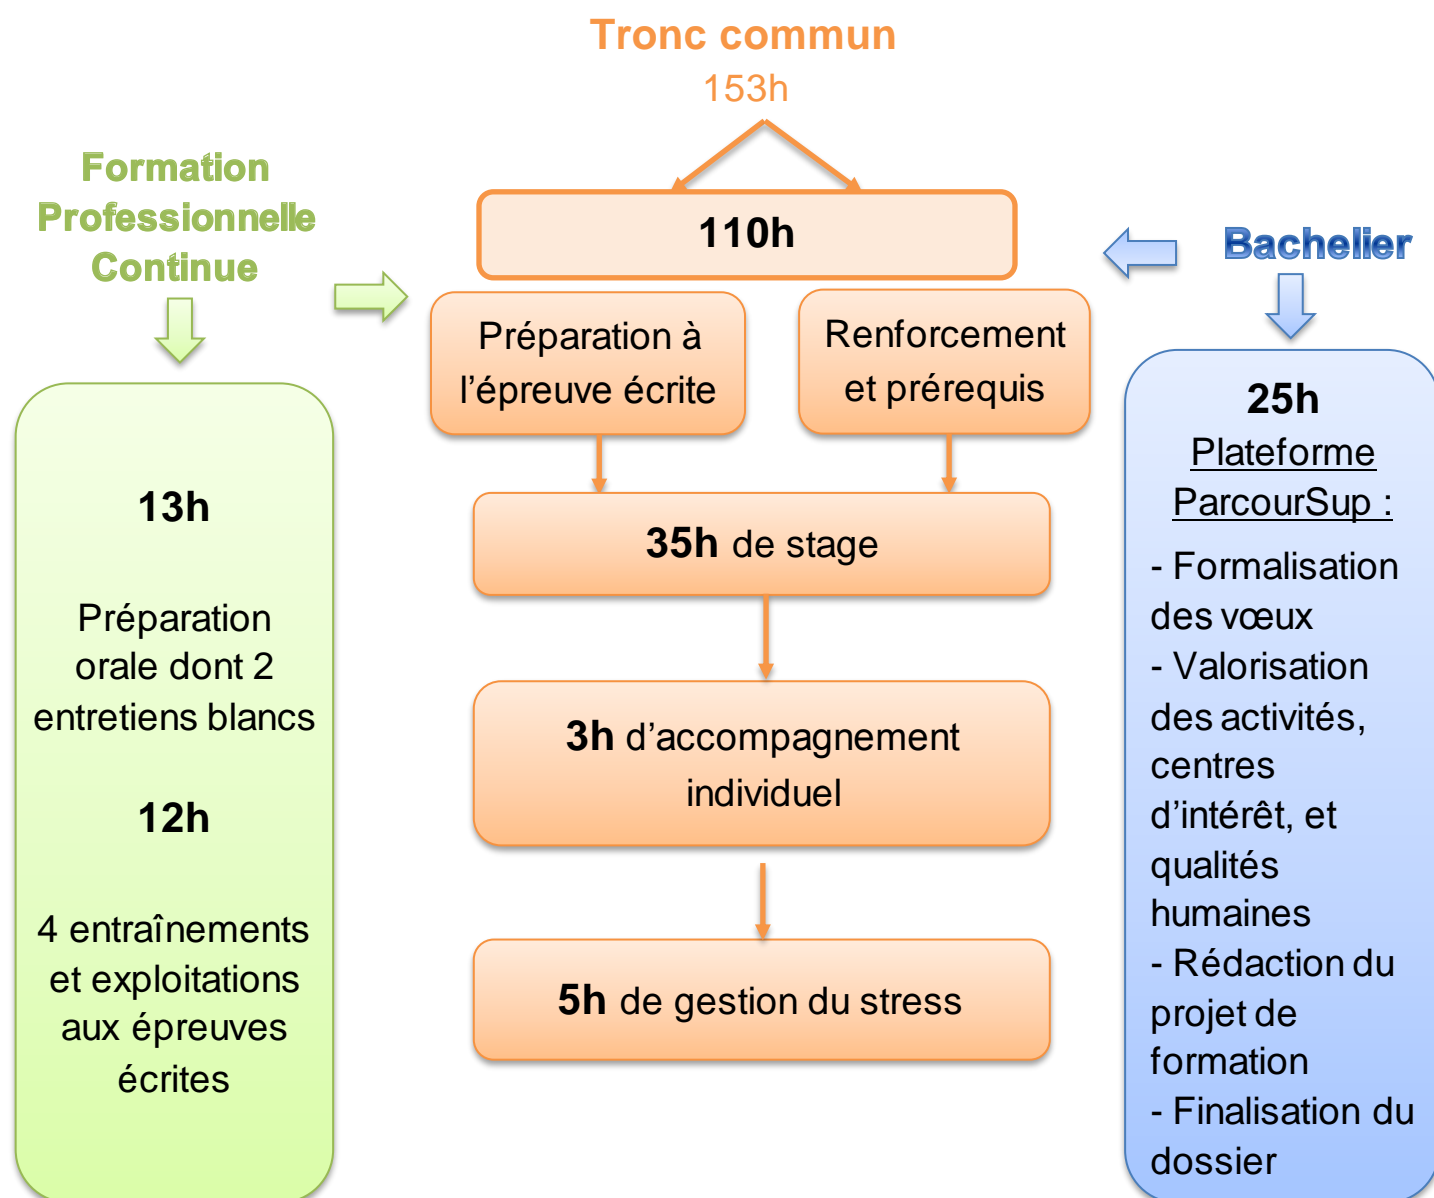 Tronc commun
153h
Formation
Professionnelle
Continue
110h
Bachelier
Préparation à
l’épreuve écrite
Renforcement
et prérequis
35h de stage
3h d’accompagnement
individuel
5h de gestion du stress
13h
Préparation
orale dont 2
entretiens blancs
12h
4 entraînements
et exploitations
aux épreuves
écrites
25h
Plateforme
ParcourSup :
- Formalisation
des vœux
- Valorisation
des activités,
centres
d’intérêt, et
qualités
humaines
- Rédaction du
projet de
formation
- Finalisation du
dossier